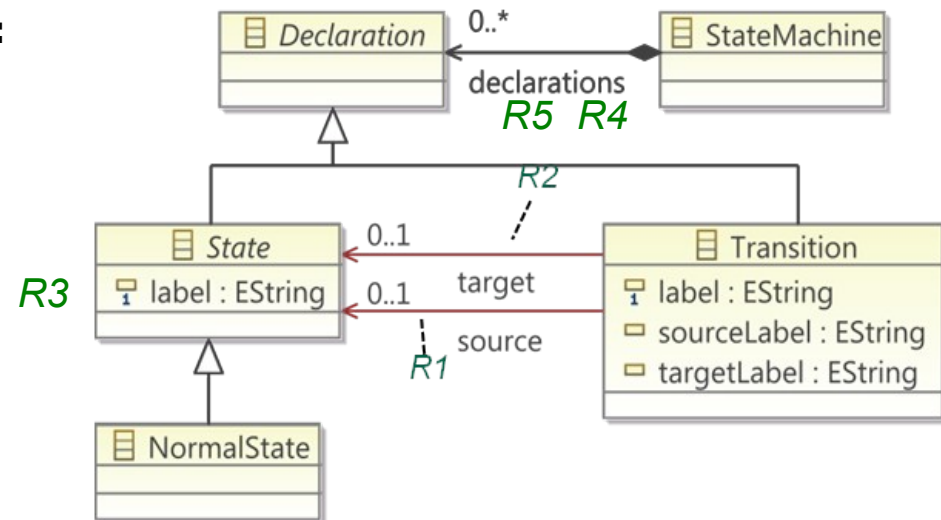 :
Declaration
0..*
StateMachine
declarations
R5 R4
R2
State
0..1
Transition
R3
label : EString
target
0..1
label : EString
source
sourceLabel : EString
R1
targetLabel : EString
NormalState